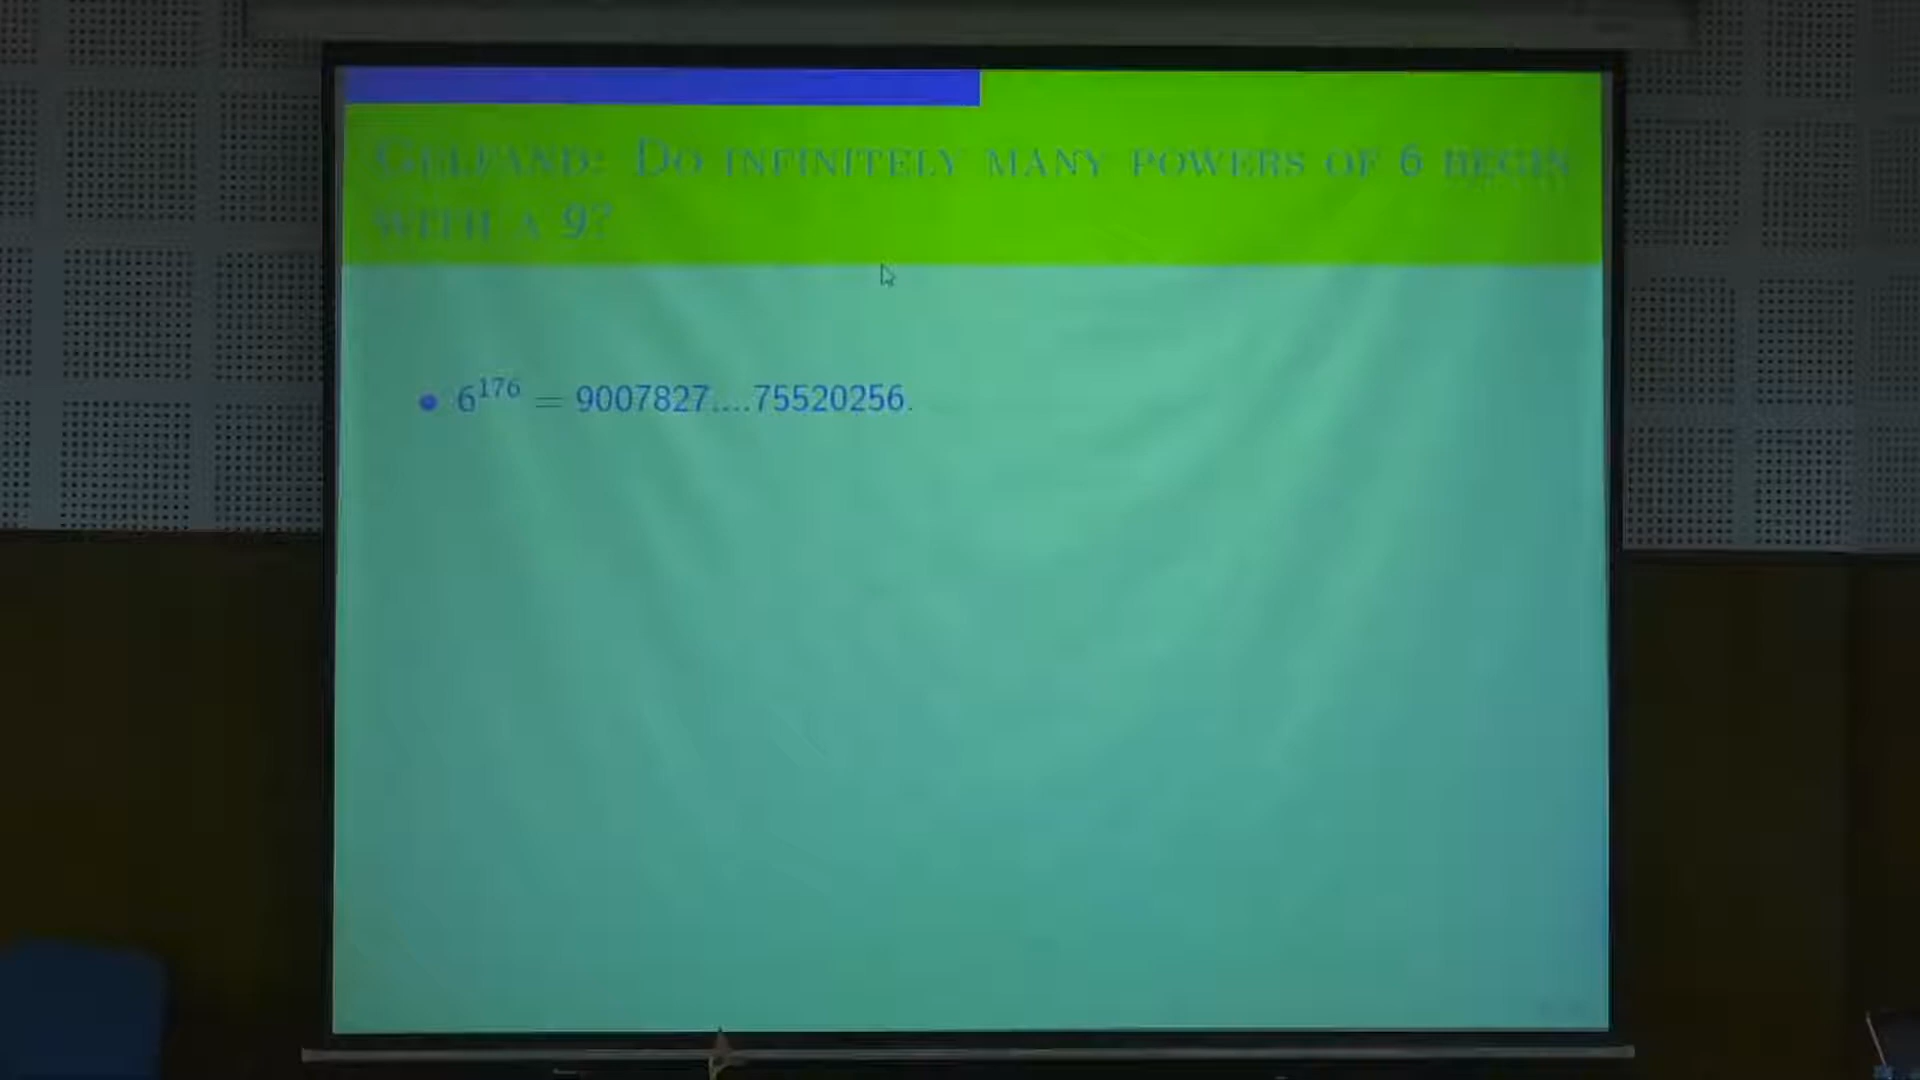 GELFAND: DO INFINITELY MANY POWERS OF 6 BEGIN
WITH A 9?
• 6^176 = 9007827....75520256.